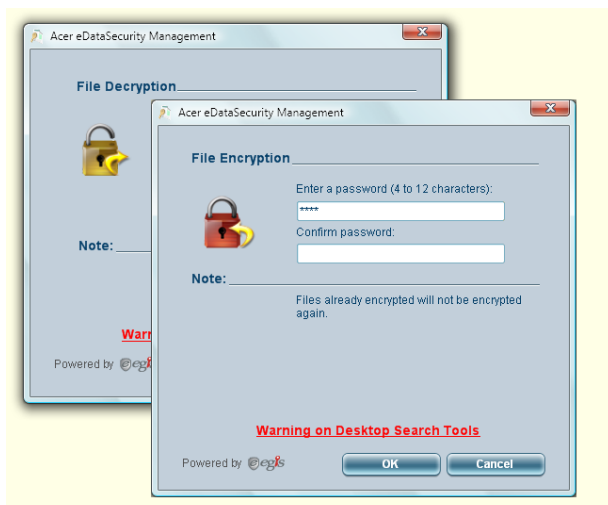 Acer eDataSecurity Management
File Decryption
Note:
Warn
Powered by egis
Acer eDataSecurity Management
File Encryption
Enter a password (4 to 12 characters):
****
Confirm password:
Note:
Files already encrypted will not be encrypted
again.
Warning on Desktop Search Tools
Powered by egis
OK
Cancel